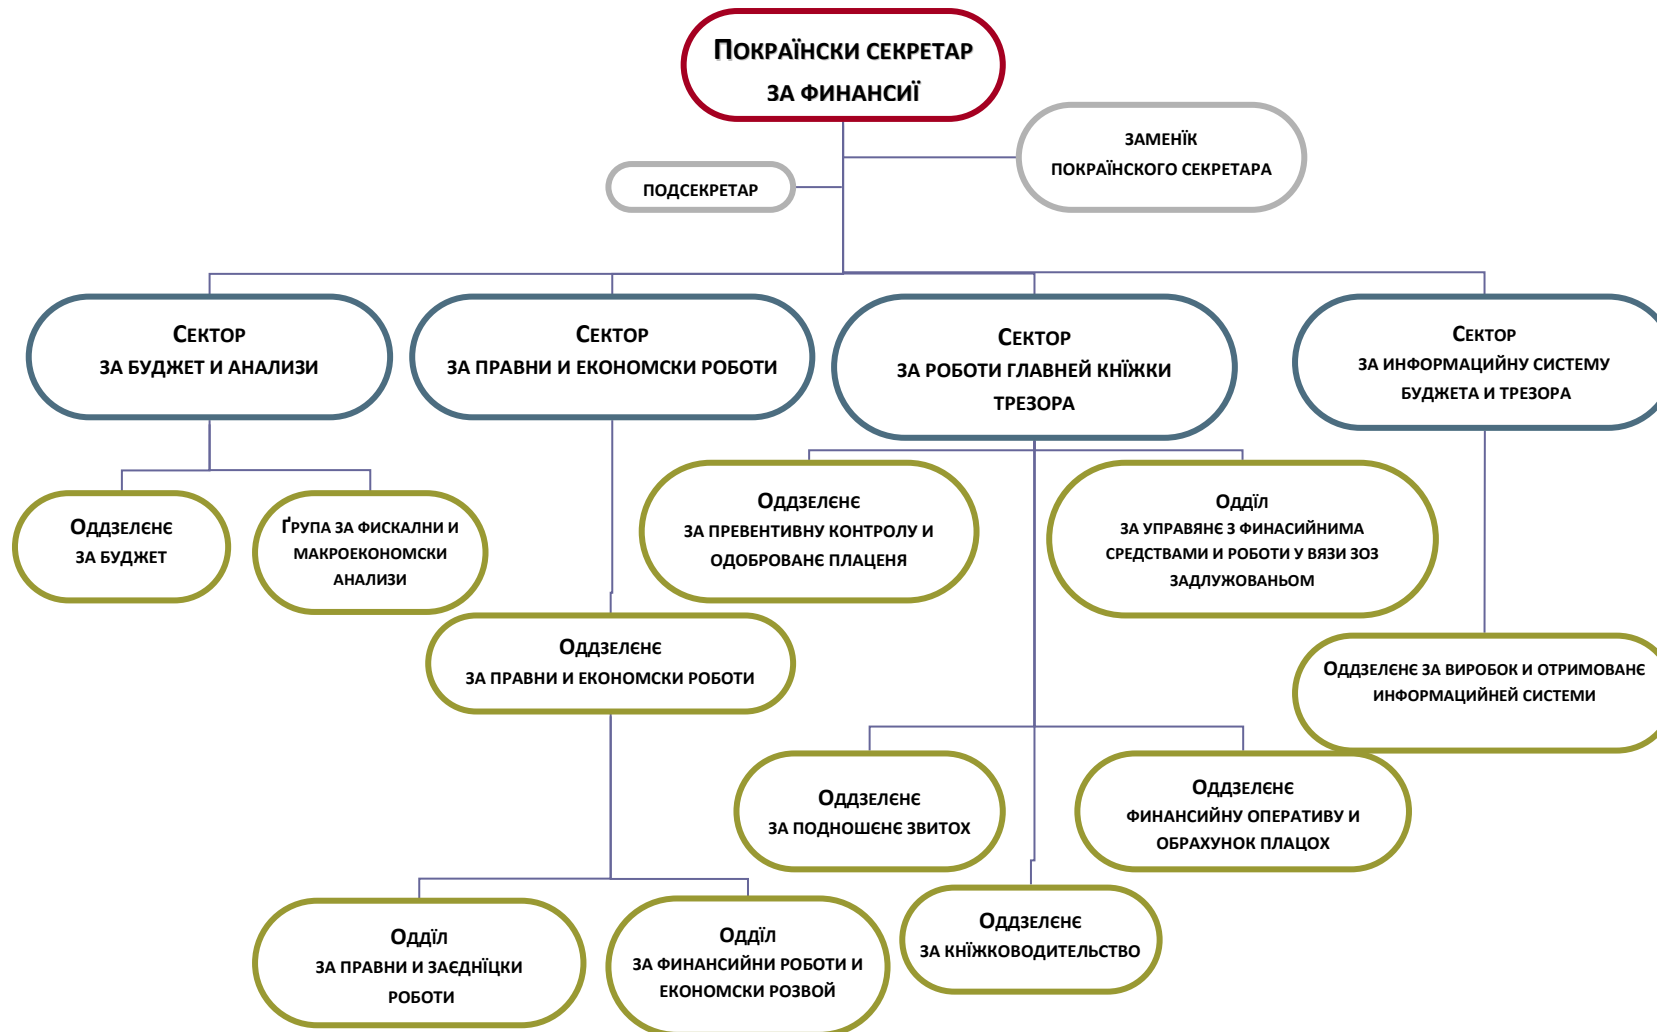 Покраїнски секретар
за финансиї
заменїк
покраїнского секретара
подсекретар
Сектор
за буджет и анализи
Сектор
за правни и економски роботи
Сектор
за роботи главней кнїжки
трезора
Сектор
за информацийну систему
буджета и трезора
Оддзелєнє
за буджет
Ґрупа за фискални и
макроекономски
анализи
Оддзелєнє
за превентивну контролу и
одоброванє плаценя
Оддїл
за управянє з финасийнима
средствами и роботи у вязи зоз
задлужованьом
Оддзелєнє
за правни и економски роботи
Оддзелєнє за виробок и отримованє
информацийней системи
Оддзелєнє
за подношенє звитох
Оддзелєнє
финансийну оперативу и
обрахунок плацох
Оддїл
за правни и заєднїцки
роботи
Оддїл
за финансийни роботи и
економски розвой
Оддзелєнє
за кнїжководительство